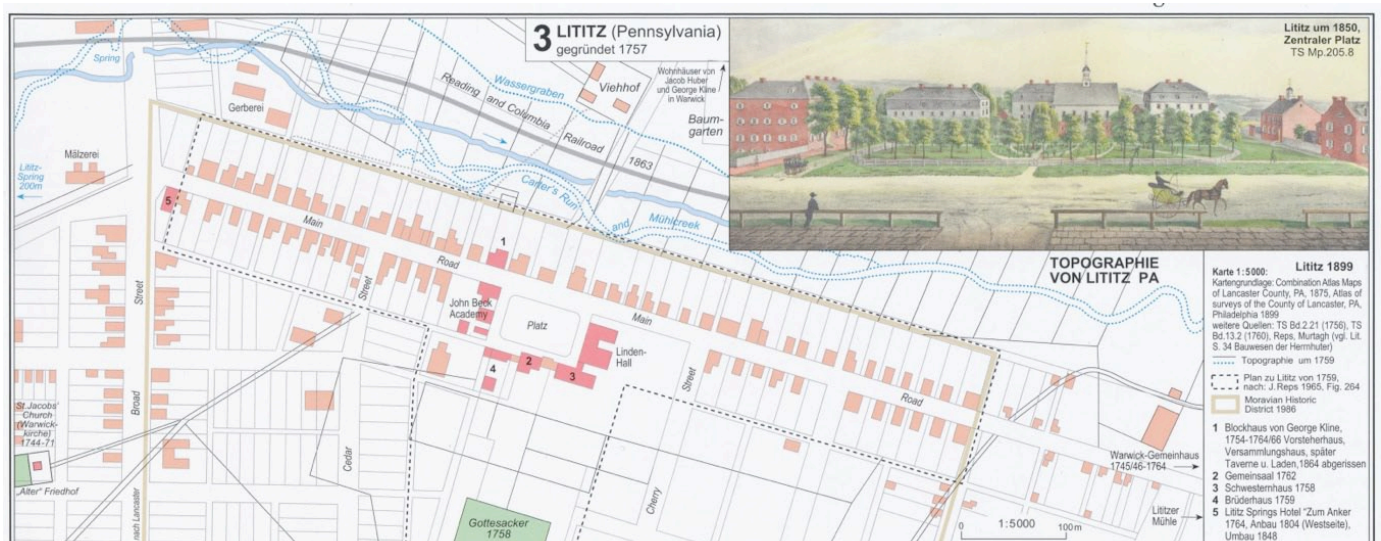 3 LITITZ (Pennsylvania)
gegründet 1757
Lititz um 1850,
Zentraler Platz
TS Mp.205.8
Spring
Gerberei
Mälzerei
Lititz-
Spring
200m
Reading and Columbia Railroad 1863
Wassergraben
Viehhof
Wohnhäuser von
Jacob Huber
und George Kline
in Warwick
Baum-
garten
Carter's Run and Mühlcreek
5
Main Road
1
Street
Street
John Beck
Academy
Platz
Main
Linden-
Hall
2
3
4
Street
Road
Broad
Cedar
Cherry
St.Jacobs'
Church
(Warwick-
kirche)
1744-71
„Alter" Friedhof
nach Lancaster
Gottesacker
1758
Warwick-Gemeinhaus
1745/46-1764
Lititzer
Mühle
0 1:5000 100m
TOPOGRAPHIE
VON LITITZ PA
Karte 1:5000: Lititz 1899
Kartengrundlage: Combination Atlas Maps
of Lancaster County, PA, 1875, Atlas of
surveys of the County of Lancaster, PA,
Philadelphia 1899
weitere Quellen: TS Bd.2.21 (1756), TS
Bd.13.2 (1760), Reps, Murtagh (vgl. Lit.
S. 34 Bauwesen der Herrnhuter)
Topographie um 1759
Plan zu Lititz von 1759,
nach: J. Reps 1965, Fig. 264
Moravian Historic
District 1986
1 Blockhaus von George Kline,
1754-1764/66 Vorsteherhaus,
Versammlungshaus, später
Taverne u. Laden,1864 abgerissen
2 Gemeinsaal 1762
3 Schwesternhaus 1758
4 Brüderhaus 1759
5 Lititz Springs Hotel "Zum Anker
1764, Anbau 1804 (Westseite),
Umbau 1848